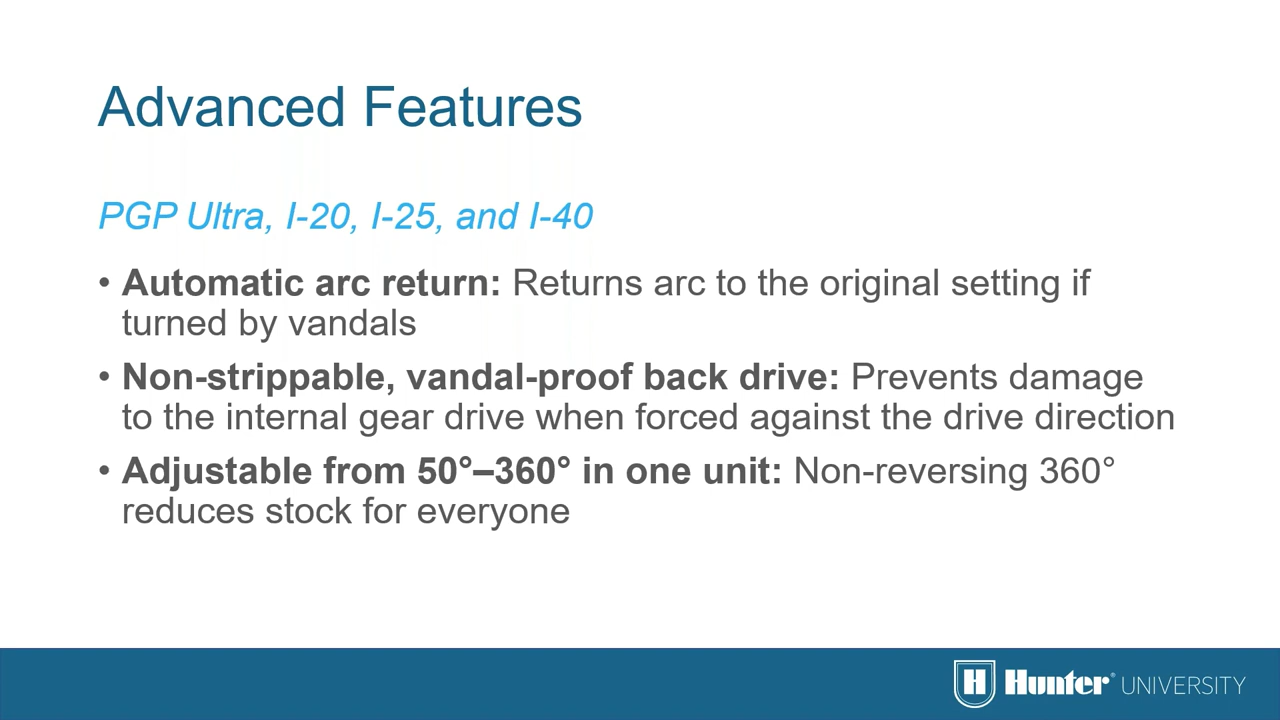 Advanced Features
PGP Ultra, I-20, I-25, and I-40
• Automatic arc return: Returns arc to the original setting if
turned by vandals
• Non-strippable, vandal-proof back drive: Prevents damage
to the internal gear drive when forced against the drive direction
• Adjustable from 50°–360° in one unit: Non-reversing 360°
reduces stock for everyone
H Hunter® UNIVERSITY